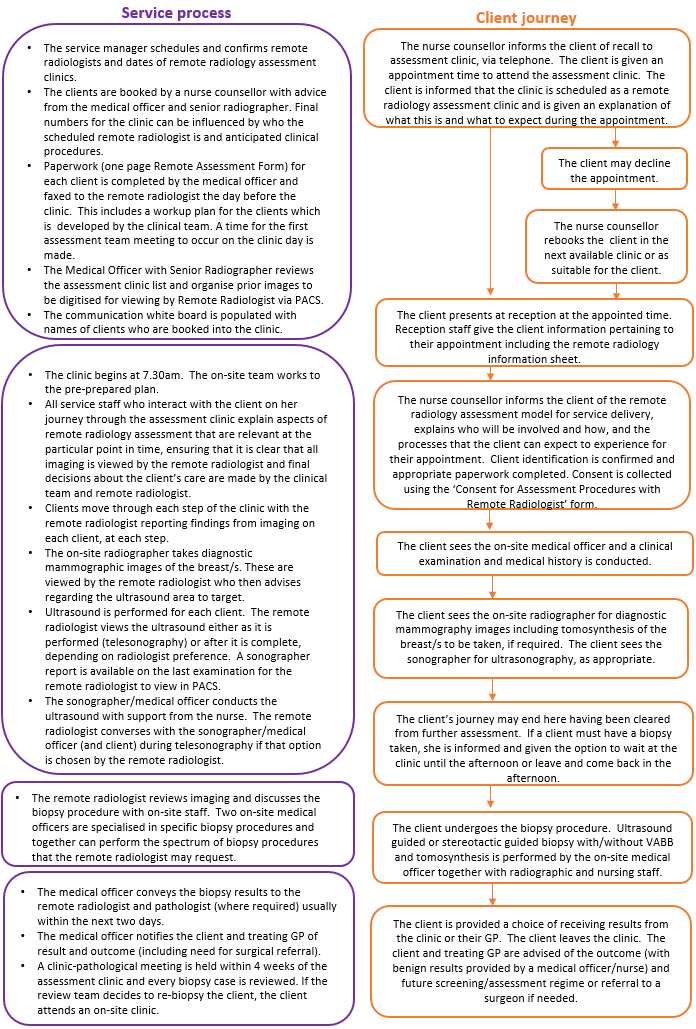 Service process
• The service manager schedules and confirms remote
radiologists and dates of remote radiology assessment
clinics.
• The clients are booked by a nurse counsellor with advice
from the medical officer and senior radiographer. Final
numbers for the clinic can be influenced by who the
scheduled remote radiologist is and anticipated clinical
procedures.
• Paperwork (one page Remote Assessment Form) for
each client is completed by the medical officer and
faxed to the remote radiologist the day before the
clinic. This includes a workup plan for the clients which
is developed by the clinical team. A time for the first
assessment team meeting to occur on the clinic day is
made.
• The Medical Officer with Senior Radiographer reviews
the assessment clinic list and organise prior images to
be digitised for viewing by Remote Radiologist via PACS.
• The communication white board is populated with
names of clients who are booked into the clinic.
• The clinic begins at 7.30am. The on-site team works to
the pre-prepared plan.
• All service staff who interact with the client on her
journey through the assessment clinic explain aspects of
remote radiology assessment that are relevant at the
particular point in time, ensuring that it is clear that all
imaging is viewed by the remote radiologist and final
decisions about the client's care are made by the clinical
team and remote radiologist.
• Clients move through each step of the clinic with the
remote radiologist reporting findings from imaging on
each client, at each step.
• The on-site radiographer takes diagnostic
mammographic images of the breast/s. These are
viewed by the remote radiologist who then advises
regarding the ultrasound area to target.
• Ultrasound is performed for each client. The remote
radiologist views the ultrasound either as it is
performed (telesonography) or after it is complete,
depending on radiologist preference. A sonographer
report is available on the last examination for the
remote radiologist to view in PACS.
• The sonographer/medical officer conducts the
ultrasound with support from the nurse. The remote
radiologist converses with the sonographer/medical
officer (and client) during telesonography if that option
is chosen by the remote radiologist.
• The remote radiologist reviews imaging and discusses the
biopsy procedure with on-site staff. Two on-site medical
officers are specialised in specific biopsy procedures and
together can perform the spectrum of biopsy procedures
that the remote radiologist may request.
• The medical officer conveys the biopsy results to the
remote radiologist and pathologist (where required) usually
within the next two days.
• The medical officer notifies the client and treating GP of
result and outcome (including need for surgical referral).
• A clinic-pathological meeting is held within 4 weeks of the
assessment clinic and every biopsy case is reviewed. If the
review team decides to re-biopsy the client, the client
attends an on-site clinic.
Client journey
The nurse counsellor informs the client of recall to
assessment clinic, via telephone. The client is given an
appointment time to attend the assessment clinic. The
client is informed that the clinic is scheduled as a remote
radiology assessment clinic and is given an explanation of
what this is and what to expect during the appointment.
The client may decline
the appointment.
The nurse counsellor
rebooks the client in the
next available clinic or as
suitable for the client.
The client presents at reception at the appointed time.
Reception staff give the client information pertaining to
their appointment including the remote radiology
information sheet.
The nurse counsellor informs the client of the remote
radiology assessment model for service delivery,
explains who will be involved and how, and the
processes that the client can expect to experience for
their appointment. Client identification is confirmed and
appropriate paperwork completed. Consent is collected
using the 'Consent for Assessment Procedures with
Remote Radiologist' form.
The client sees the on-site medical officer and a clinical
examination and medical history is conducted.
The client sees the on-site radiographer for diagnostic
mammography images including tomosynthesis of the
breast/s to be taken, if required. The client sees the
sonographer for ultrasonography, as appropriate.
The client's journey may end here having been cleared
from further assessment. If a client must have a biopsy
taken, she is informed and given the option to wait at the
clinic until the afternoon or leave and come back in the
afternoon.
The client undergoes the biopsy procedure. Ultrasound
guided or stereotactic guided biopsy with/without VABB
and tomosynthesis is performed by the on-site medical
officer together with radiographic and nursing staff.
The client is provided a choice of receiving results from
the clinic or their GP. The client leaves the clinic. The
client and treating GP are advised of the outcome (with
benign results provided by a medical officer/nurse) and
future screening/assessment regime or referral to a
surgeon if needed.